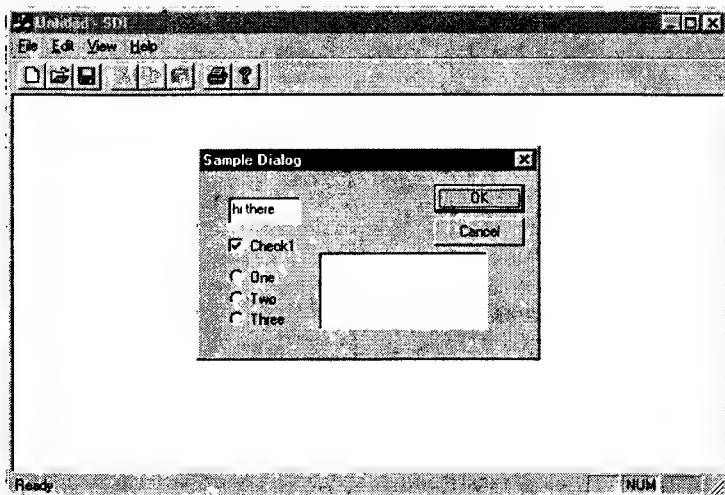 Untitled - SDI
File Edit View Help
Sample Dialog
hi there
OK
Cancel
Check1
One
Two
Three
Ready
NUM